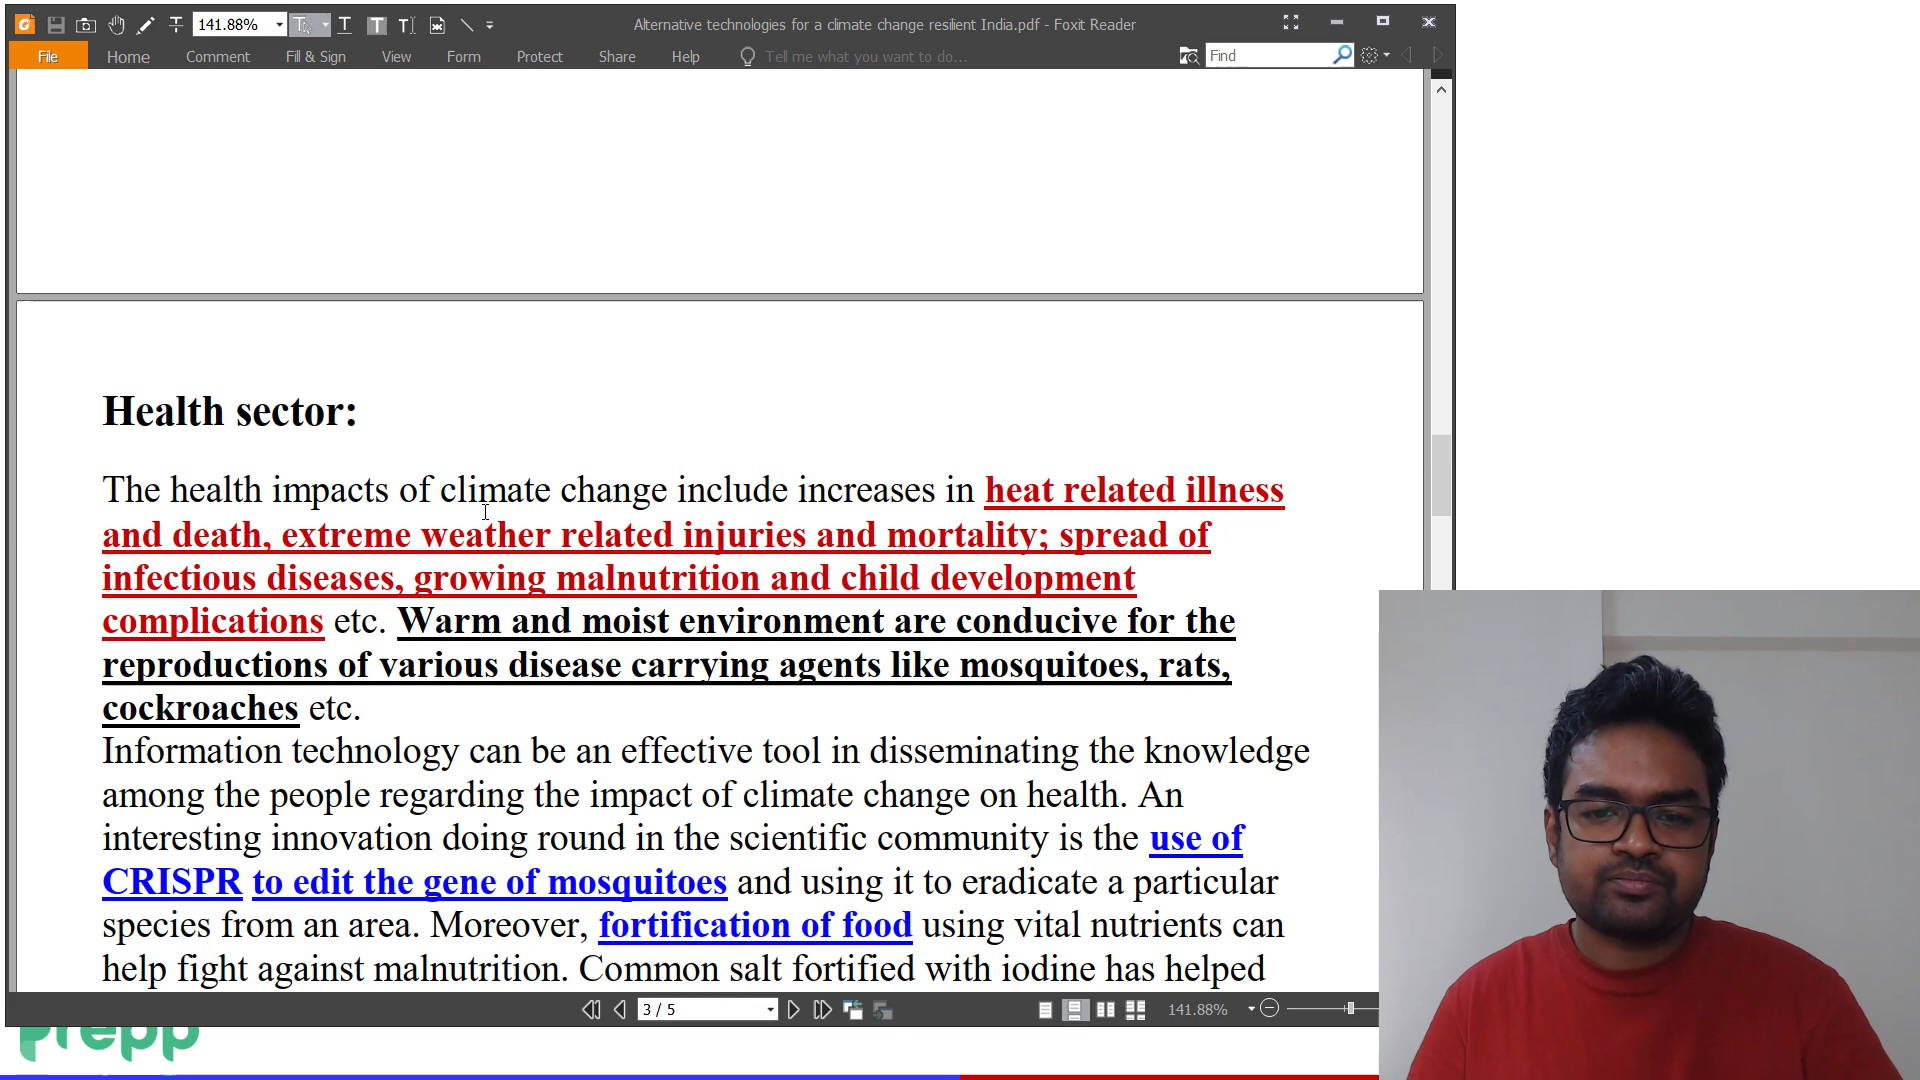 141.88%
Alternative technologies for a climate change resilient India.pdf - Foxit Reader
File Home Comment Fill & Sign View Form Protect Share Help Tell me what you want to do... Find
Health sector:
The health impacts of climate change include increases in heat related illness
and death, extreme weather related injuries and mortality; spread of
infectious diseases, growing malnutrition and child development
complications etc. Warm and moist environment are conducive for the
reproductions of various disease carrying agents like mosquitoes, rats,
cockroaches etc.
Information technology can be an effective tool in disseminating the knowledge
among the people regarding the impact of climate change on health. An
interesting innovation doing round in the scientific community is the use of
CRISPR to edit the gene of mosquitoes and using it to eradicate a particular
species from an area. Moreover, fortification of food using vital nutrients can
help fight against malnutrition. Common salt fortified with iodine has helped
3 / 5 141.88%
prepp